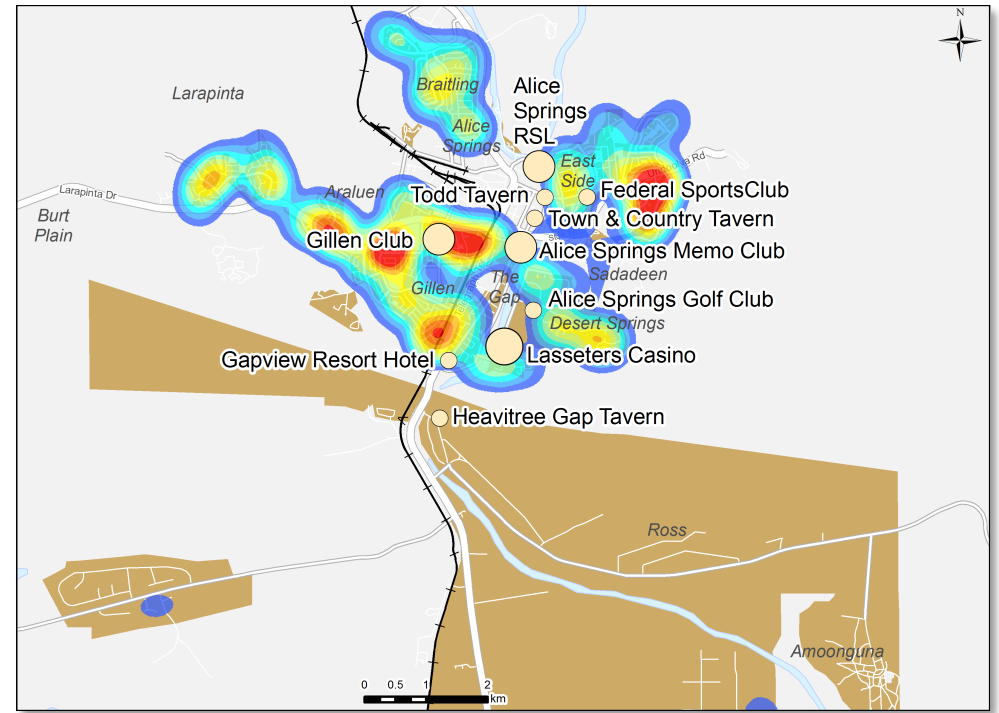 N
Larapinta
Braitling
Alice
Springs
RSL
Alice
Springs
East
Side
Rd
Larapinta Dr
Araluen
Todd Tavern
Federal SportsClub
Burt
Plain
Town & Country Tavern
Gillen Club
Alice Springs Memo Club
Sadadeen
The
Gap
Gillen
Alice Springs Golf Club
Desert Springs
Gapview Resort Hotel
Lasseters Casino
Heavitree Gap Tavern
Ross
Amoonguna
0 0.5 1 2
km